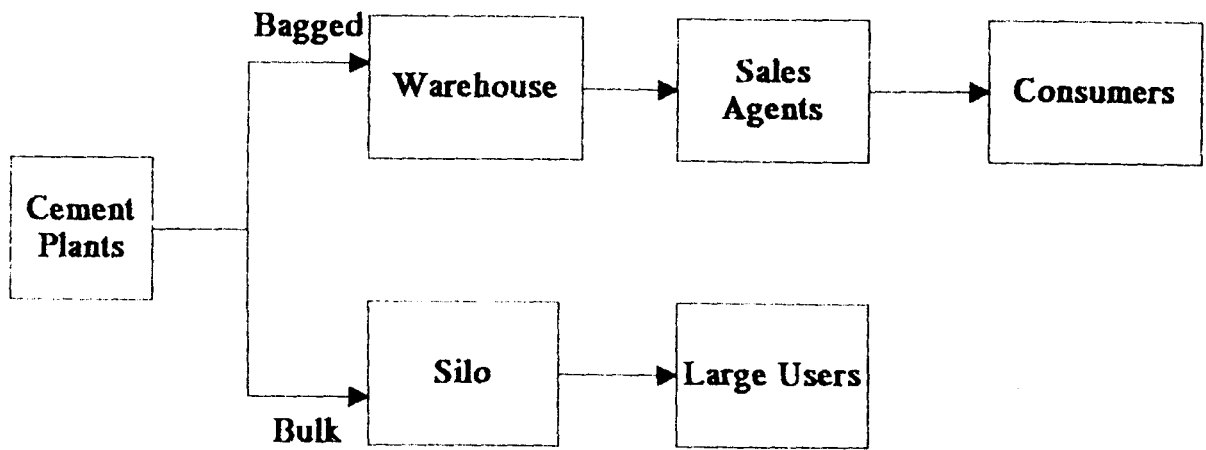 Bagged
Warehouse
Sales
Agents
Consumers
Cement
Plants
Silo
Large Users
Bulk